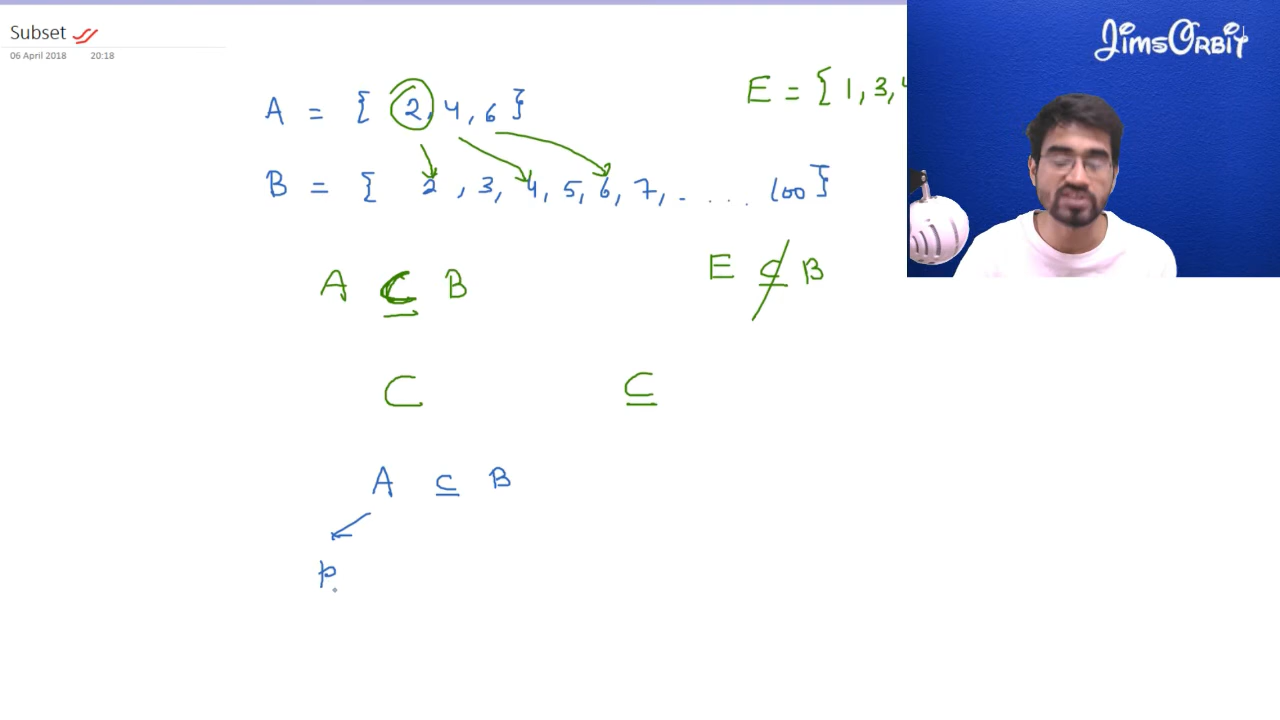 Subset
JimsOrbit
06 April 2018 20:18
A = { 2, 4, 6 }
E = { 1, 3, 4
B = { 2 , 3, 4, 5, 6, 7, . . . . . 100 }
A ⊆ B
E ⊈ B
⊂ ⊆
A ⊆ B
p